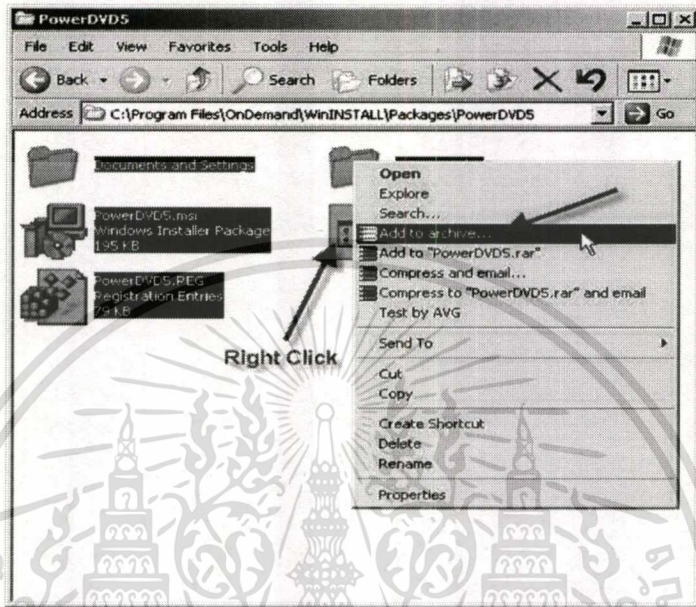 PowerDVD5
File Edit View Favorites Tools Help
Back Search Folders
Address C:\Program Files\OnDemand\WinINSTALL\Packages\PowerDVD5 Go
Documents and Settings
PowerDVD5.msi
Windows Installer Package
195 KB
PowerDVD5.REG
Registration Entries
79 KB
Right Click
Open
Explore
Search...
Add to archive...
Add to "PowerDVD5.rar"
Compress and email...
Compress to "PowerDVD5.rar" and email
Test by AVG
Send To
Cut
Copy
Create Shortcut
Delete
Rename
Properties